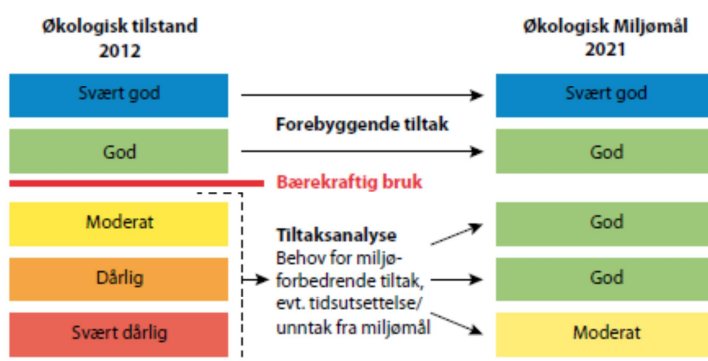 Økologisk tilstand
2012
Økologisk Miljømål
2021
Svært god
Svært god
Forebyggende tiltak
God
God
Bærekraftig bruk
Moderat
God
Tiltaksanalyse
Behov for miljø-
forbedrende tiltak,
evt. tidsutsettelse/
unntak fra miljømål
Dårlig
God
Svært dårlig
Moderat